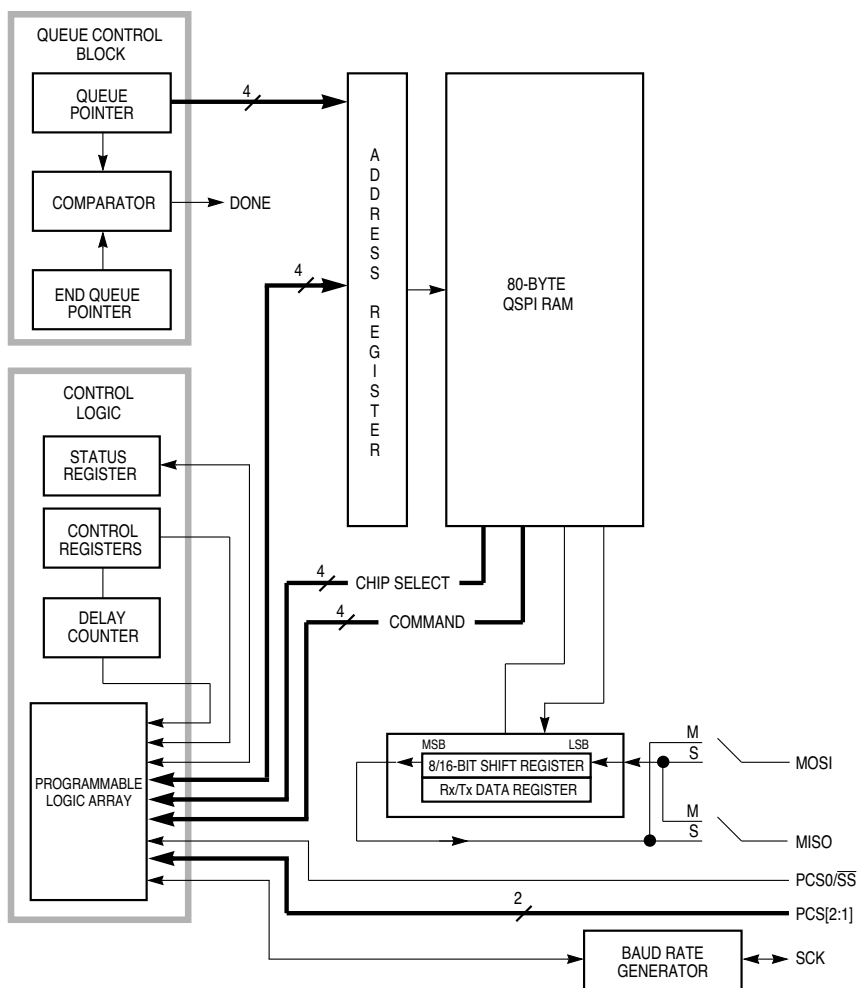 QUEUE CONTROL
BLOCK
QUEUE
POINTER
4
COMPARATOR
DONE
END QUEUE
POINTER
4
ADDRESS REGISTER
80-BYTE
QSPI RAM
CONTROL
LOGIC
STATUS
REGISTER
CONTROL
REGISTERS
DELAY
COUNTER
4
CHIP SELECT
4
COMMAND
PROGRAMMABLE
LOGIC ARRAY
MSB
LSB
8/16-BIT SHIFT REGISTER
Rx/Tx DATA REGISTER
M
S
MOSI
M
S
MISO
PCS0/S̅S̅
2
PCS[2:1]
BAUD RATE
GENERATOR
SCK